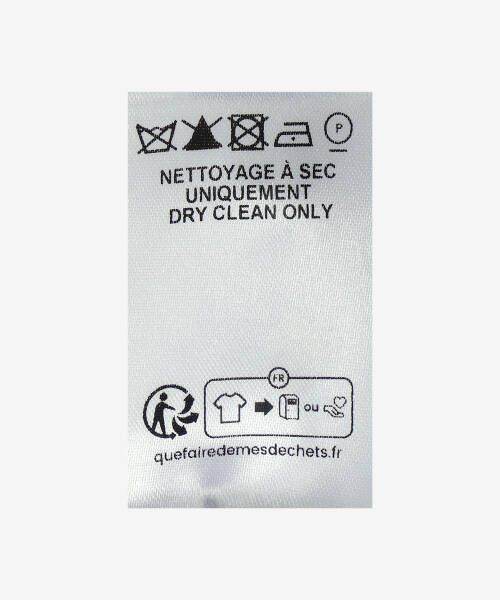 P
NETTOYAGE À SEC
UNIQUEMENT
DRY CLEAN ONLY
FR
ou
quefairedemesdechets.fr